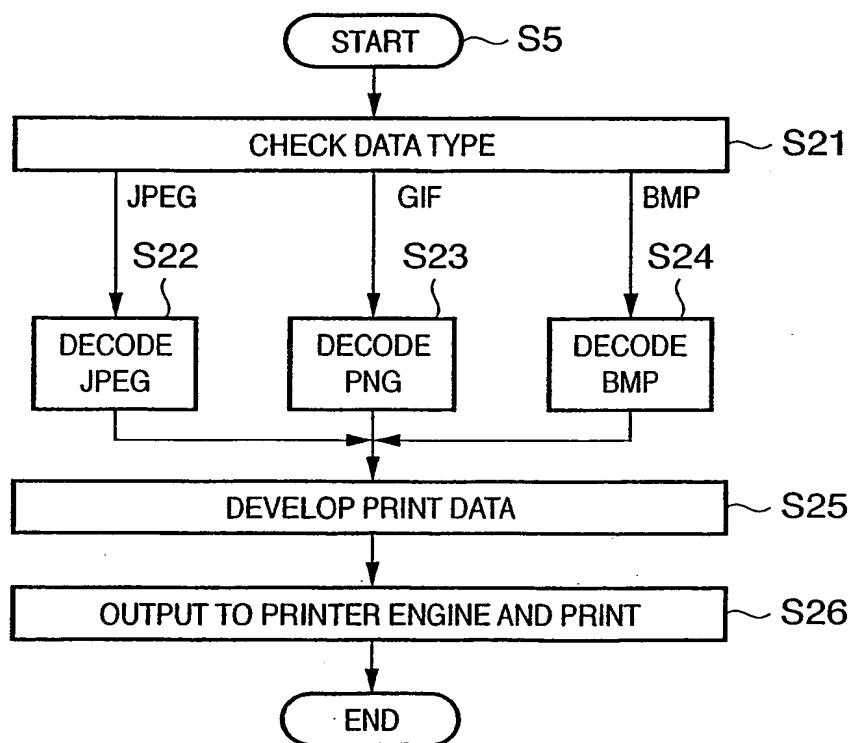 START S5
CHECK DATA TYPE S21
JPEG GIF BMP
S22 S23 S24
DECODE JPEG
DECODE PNG
DECODE BMP
DEVELOP PRINT DATA S25
OUTPUT TO PRINTER ENGINE AND PRINT S26
END